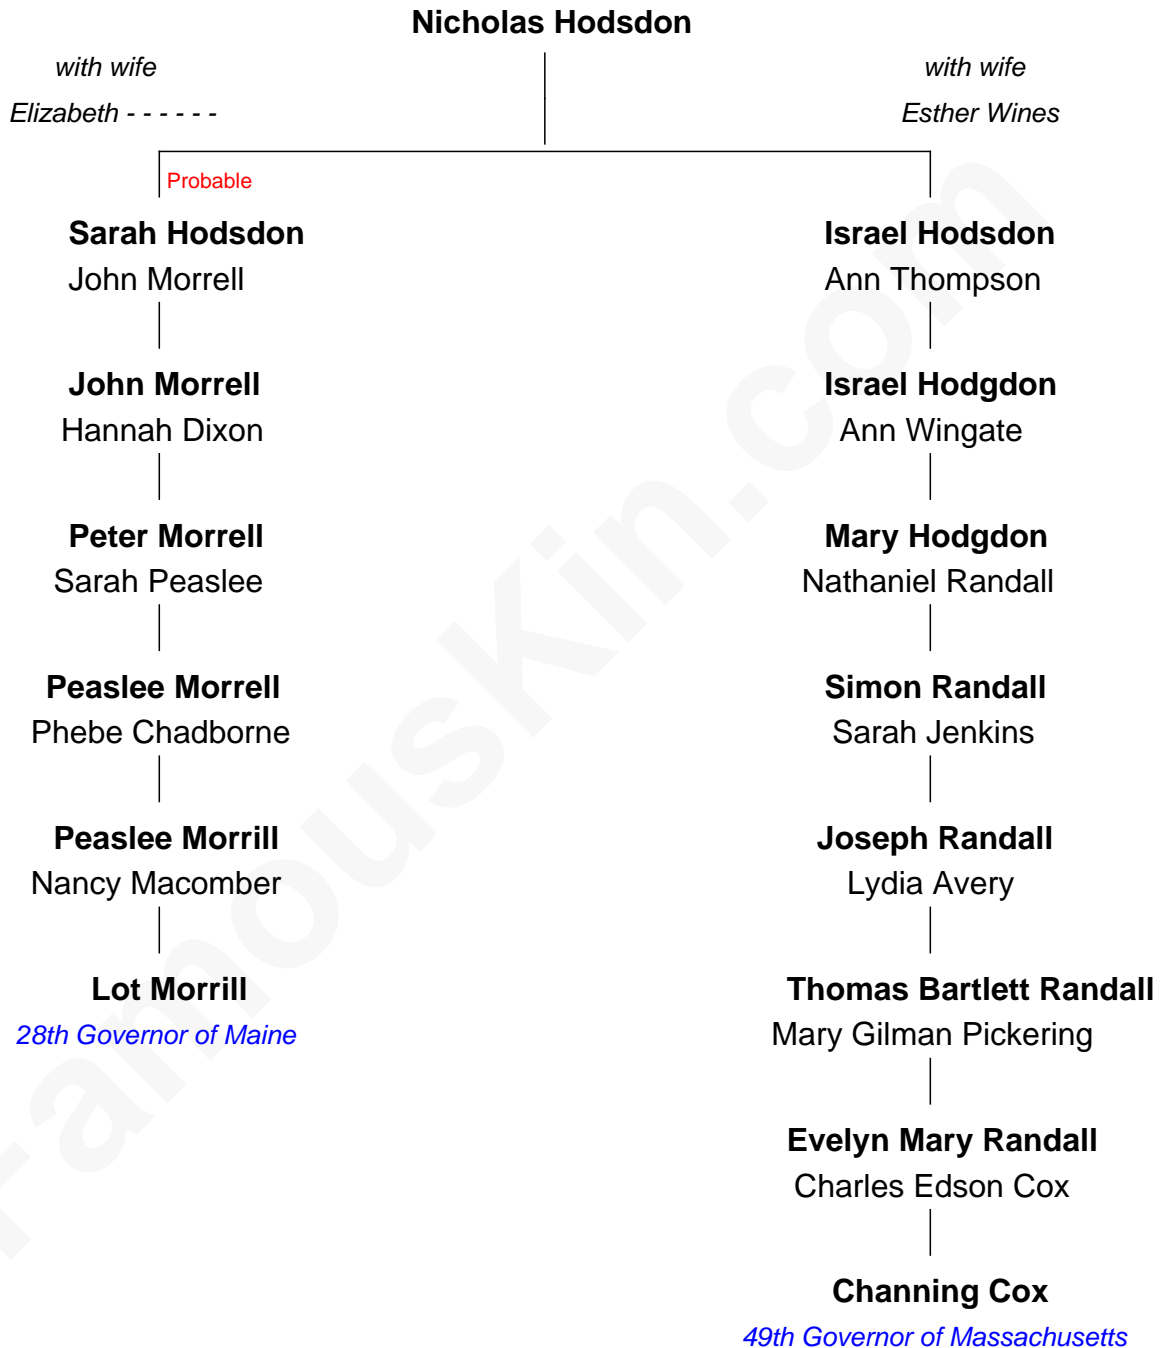 Nicholas Hodsdon
with wife
Elizabeth - - - - - -
with wife
Esther Wines
Probable
Sarah Hodsdon
John Morrell
Israel Hodsdon
Ann Thompson
John Morrell
Hannah Dixon
Israel Hodgdon
Ann Wingate
Peter Morrell
Sarah Peaslee
Mary Hodgdon
Nathaniel Randall
Peaslee Morrell
Phebe Chadborne
Simon Randall
Sarah Jenkins
Peaslee Morrill
Nancy Macomber
Joseph Randall
Lydia Avery
Lot Morrill
28th Governor of Maine
Thomas Bartlett Randall
Mary Gilman Pickering
Evelyn Mary Randall
Charles Edson Cox
Channing Cox
49th Governor of Massachusetts
FamousKin.com